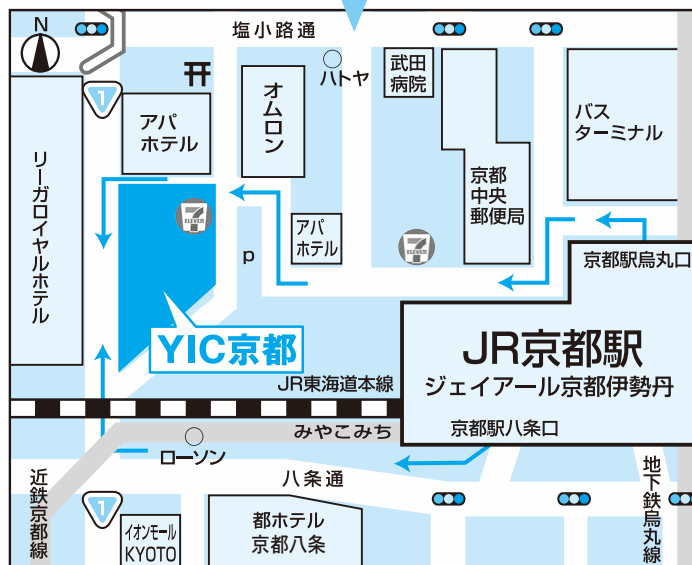 N
塩小路通
1
ハトヤ
武田
病院
オムロン
アパ
ホテル
バス
ターミナル
リーガロイヤルホテル
京都
中央
郵便局
7
ELEVEN
アパ
ホテル
7
ELEVEN
P
京都駅烏丸口
YIC京都
JR京都駅
ジェイアール京都伊勢丹
JR東海道本線
みやこみち
京都駅八条口
ローソン
八条通
近鉄京都線
地下鉄烏丸線
1
イオンモール
KYOTO
都ホテル
京都八条